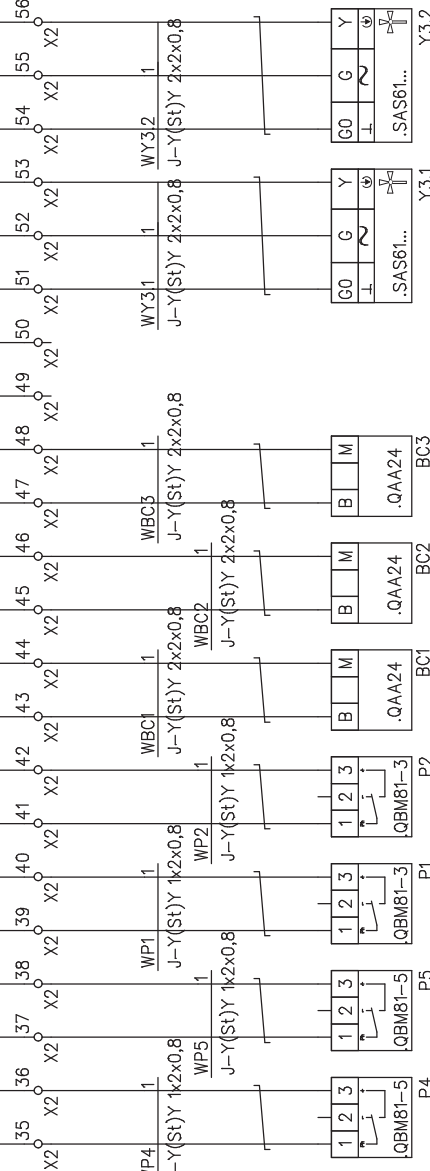 35 36 37 38 39 40 41 42 43 44 45 46 47 48 49 50 51 52 53 54 55 56
X2 X2 X2 X2 X2 X2 X2 X2 X2 X2 X2 X2 X2 X2 X2 X2 X2 X2 X2 X2 X2 X2
P4 1
-Y(St)Y 1x2x0,8
WP5 1
J-Y(St)Y 1x2x0,8
WP1 1
J-Y(St)Y 1x2x0,8
WP2 1
J-Y(St)Y 1x2x0,8
WBC1 1
J-Y(St)Y 2x2x0,8
WBC2 1
J-Y(St)Y 2x2x0,8
WBC3 1
J-Y(St)Y 2x2x0,8
WY3.1 1
J-Y(St)Y 2x2x0,8
WY3.2 1
J-Y(St)Y 2x2x0,8
1 2 3
.QBM81-5
P4
1 2 3
.QBM81-5
P5
1 2 3
.QBM81-3
P1
1 2 3
.QBM81-3
P2
B M
.QAA24
BC1
B M
.QAA24
BC2
B M
.QAA24
BC3
G0 G Y
.SAS61...
Y3.1
G0 G Y
.SAS61...
Y3.2